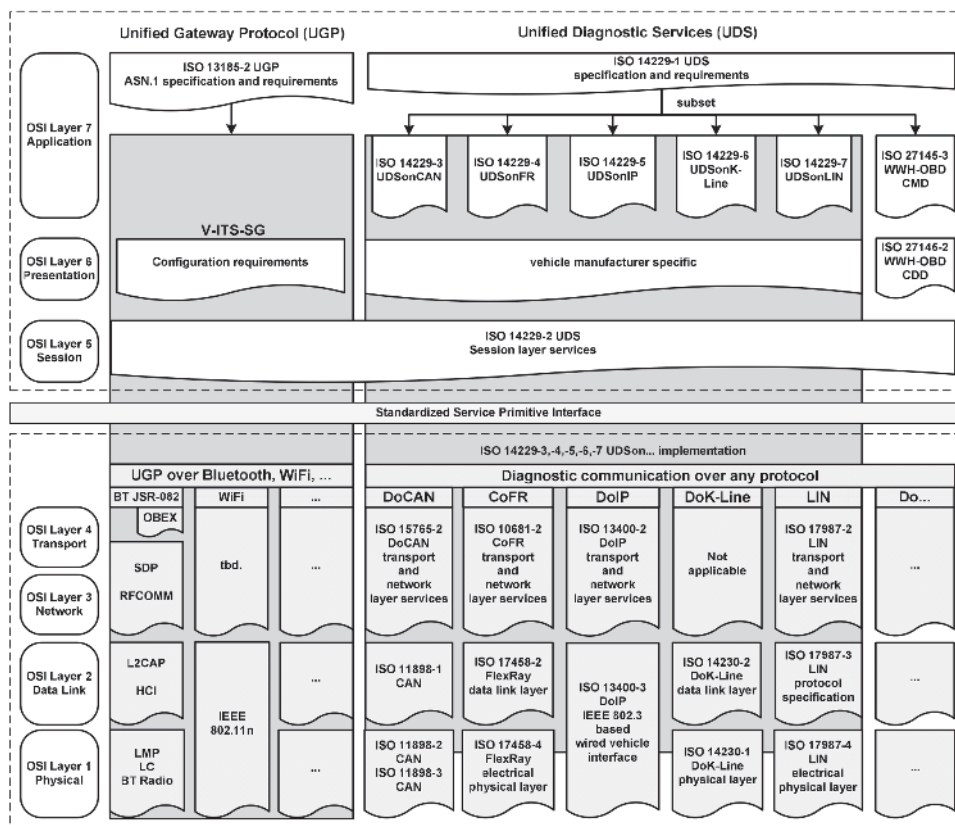 Unified Gateway Protocol (UGP)
Unified Diagnostic Services (UDS)
OSI Layer 7
Application
ISO 13185-2 UGP
ASN.1 specification and requirements
ISO 14229-1 UDS
specification and requirements
subset
ISO 14229-3
UDSonCAN
ISO 14229-4
UDSonFR
ISO 14229-5
UDSonIP
ISO 14229-6
UDSonK-
Line
ISO 14229-7
UDSonLIN
ISO 27145-3
WWH-OBD
CMD
V-ITS-SG
OSI Layer 6
Presentation
Configuration requirements
vehicle manufacturer specific
ISO 27145-2
WWH-OBD
CDD
OSI Layer 5
Session
ISO 14229-2 UDS
Session layer services
Standardized Service Primitive Interface
ISO 14229-3,-4,-5,-6,-7 UDSon... implementation
UGP over Bluetooth, WiFi, ...
Diagnostic communication over any protocol
BT JSR-082
WiFi
...
DoCAN
CoFR
DoIP
DoK-Line
LIN
Do...
OSI Layer 4
Transport
OSI Layer 3
Network
OBEX
SDP
RFCOMM
tbd.
...
ISO 15765-2
DoCAN
transport
and
network
layer services
ISO 10681-2
CoFR
transport
and
network
layer services
ISO 13400-2
DoIP
transport
and
network
layer services
Not
applicable
ISO 17987-2
LIN
transport
and
network
layer services
...
OSI Layer 2
Data Link
L2CAP
HCI
IEEE
802.11n
...
ISO 11898-1
CAN
ISO 17458-2
FlexRay
data link layer
ISO 13400-3
DoIP
IEEE 802.3
based
wired vehicle
interface
ISO 14230-2
DoK-Line
data link layer
ISO 17987-3
LIN
protocol
specification
...
OSI Layer 1
Physical
LMP
LC
BT Radio
...
ISO 11898-2
CAN
ISO 11898-3
CAN
ISO 17458-4
FlexRay
electrical
physical layer
ISO 14230-1
DoK-Line
physical layer
ISO 17987-4
LIN
electrical
physical layer
...